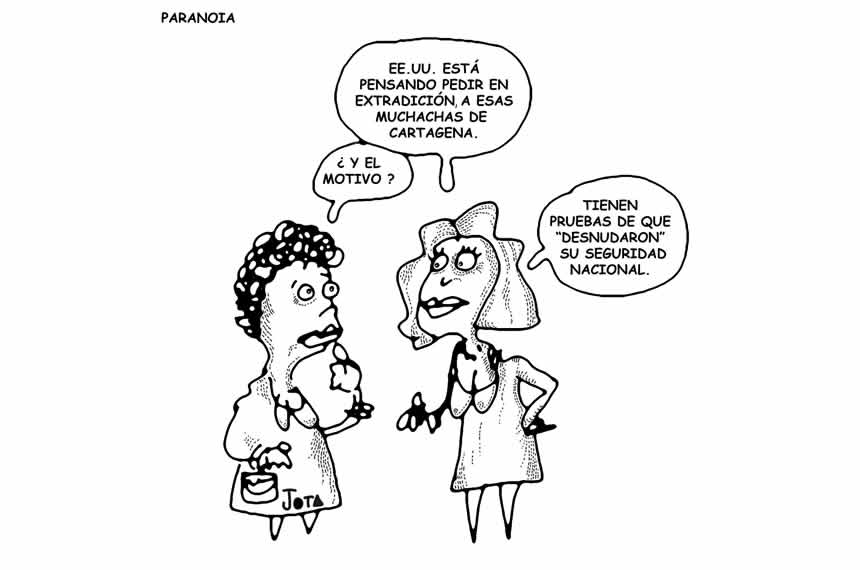 PARANOIA
EE.UU. ESTÁ
PENSANDO PEDIR EN
EXTRADICIÓN, A ESAS
MUCHACHAS DE
CARTAGENA.
¿ Y EL
MOTIVO ?
TIENEN
PRUEBAS DE QUE
“DESNUDARON”
SU SEGURIDAD
NACIONAL.
JOTA